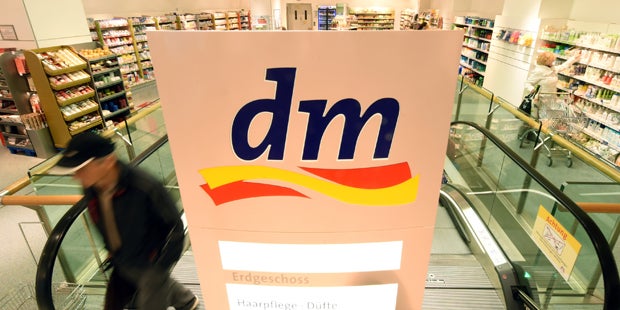 dm
Erdgeschoss
Haarpflege · Düfte
Achtung